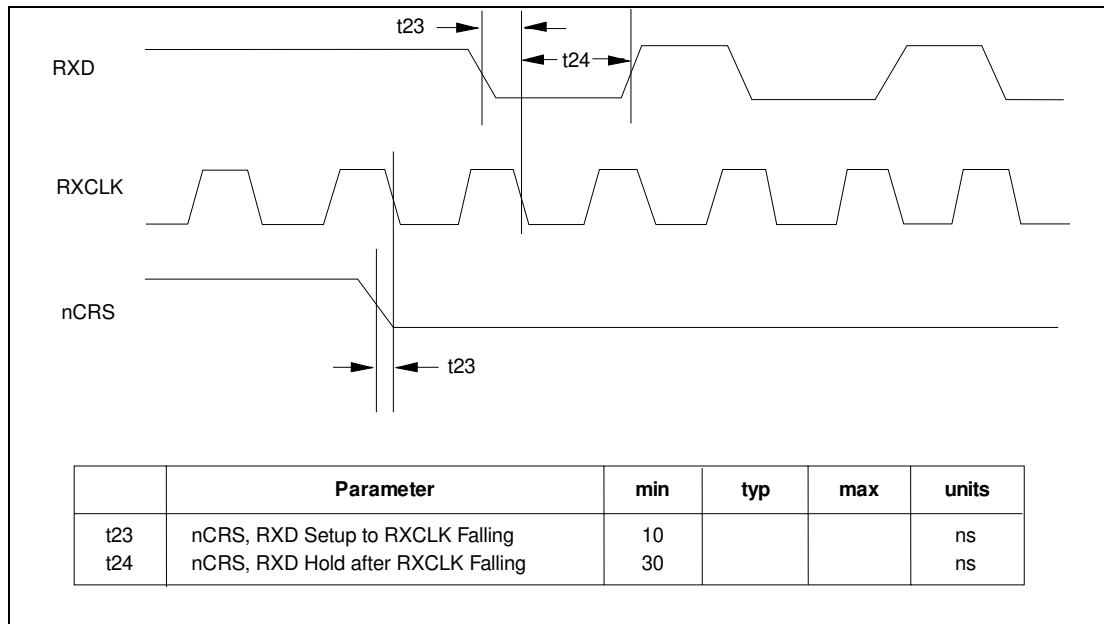 t23
t24
RXD
RXCLK
nCRS
t23
Parameter min typ max units
t23 nCRS, RXD Setup to RXCLK Falling 10 ns
t24 nCRS, RXD Hold after RXCLK Falling 30 ns